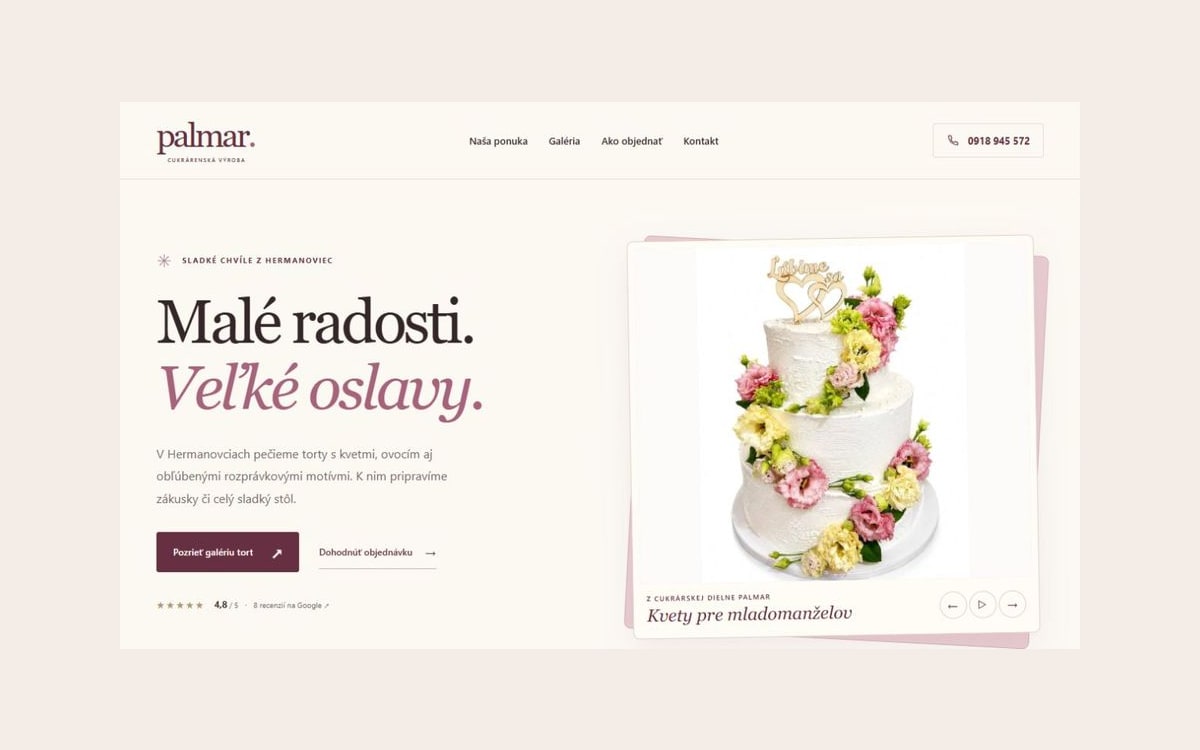 palmar.
CUKRÁRENSKÁ VÝROBA
Naša ponuka
Galéria
Ako objednať
Kontakt
0918 945 572
SLADKÉ CHVÍLE Z HERMANOVIEC
Malé radosti.
Veľké oslavy.
V Hermanovciach pečieme torty s kvetmi, ovocím aj
obľúbenými rozprávkovými motívmi. K nim pripravíme
zákusky či celý sladký stôl.
Pozrieť galériu tort ↗
Dohodnúť objednávku →
★★★★★ 4,8 / 5 · 8 recenzií na Google ↗
Ľúbime
sa
Z CUKRÁRSKEJ DIELNE PALMAR
Kvety pre mladomanželov